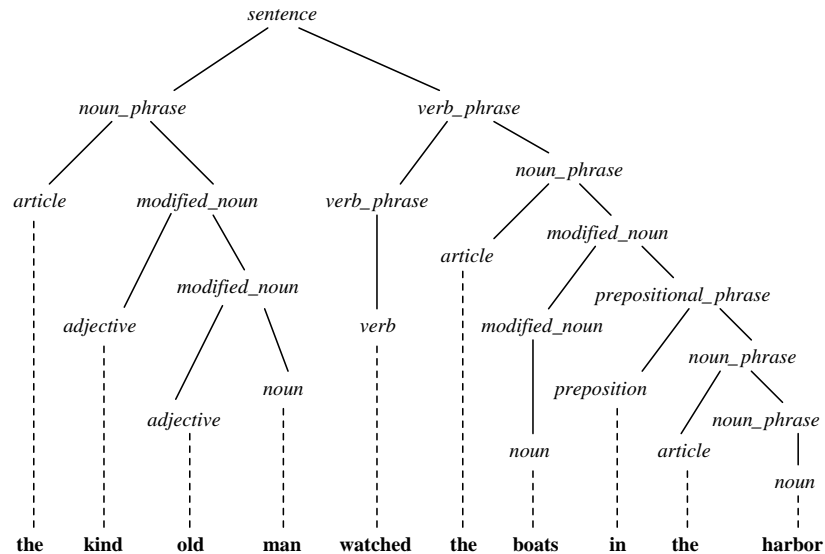 sentence
noun_phrase verb_phrase
noun_phrase
article modified_noun verb_phrase
modified_noun
article
modified_noun prepositional_phrase
adjective verb modified_noun
noun_phrase
noun preposition
adjective noun_phrase
noun article
noun
the kind old man watched the boats in the harbor